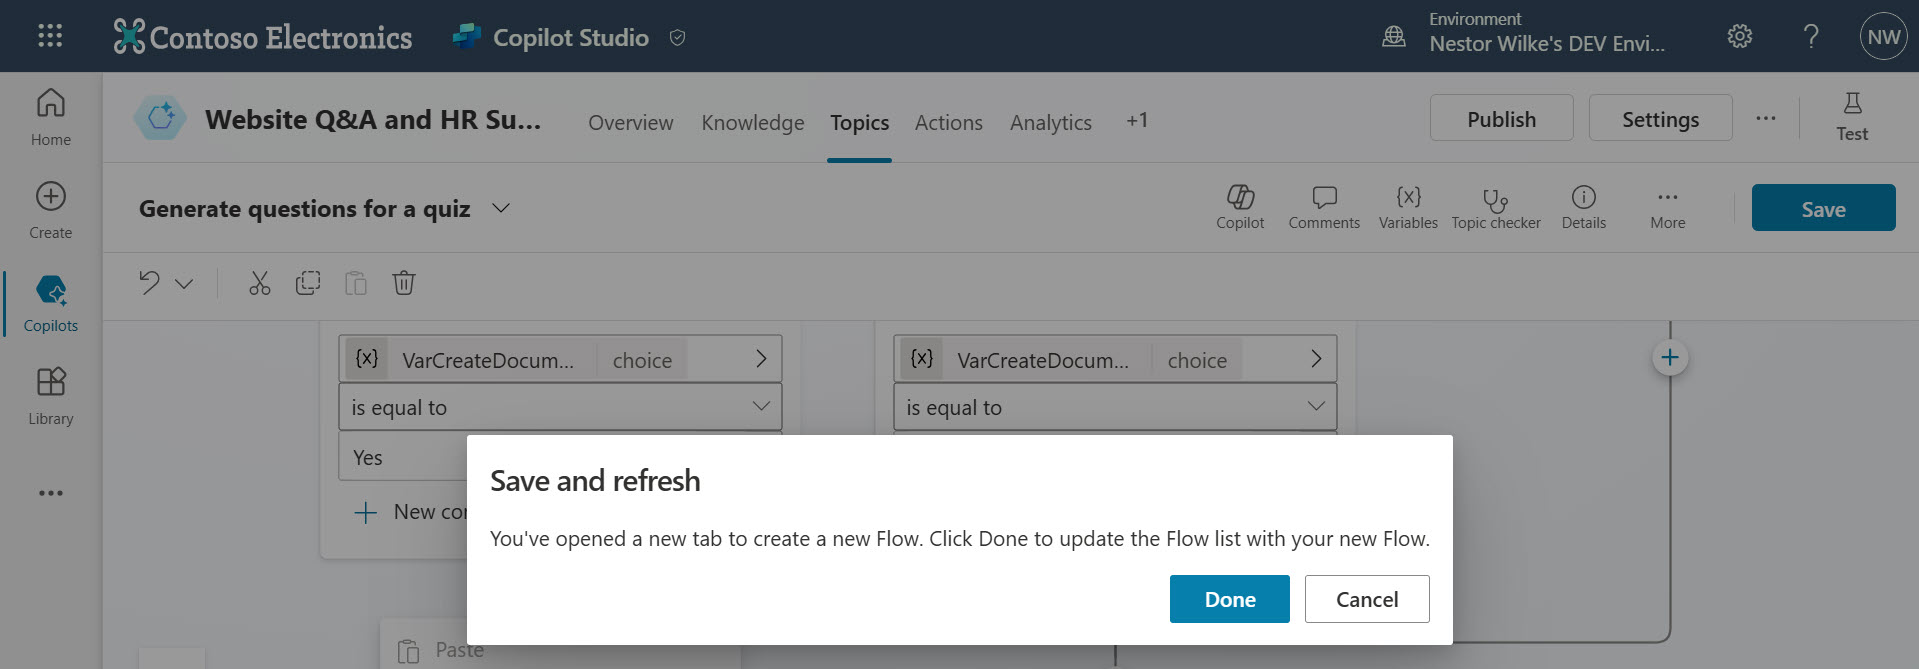 Contoso Electronics
Copilot Studio
Environment
Nestor Wilke's DEV Envi...
?
NW
Home
Create
Copilots
Library
Website Q&A and HR Su...
Overview
Knowledge
Topics
Actions
Analytics
+1
Publish
Settings
Test
Generate questions for a quiz
Copilot
{x}
Comments
Variables
Topic checker
Details
More
Save
{x} VarCreateDocum... choice
is equal to
Yes
New con
{x} VarCreateDocum... choice
is equal to
Save and refresh
You've opened a new tab to create a new Flow. Click Done to update the Flow list with your new Flow.
Done
Cancel
Paste